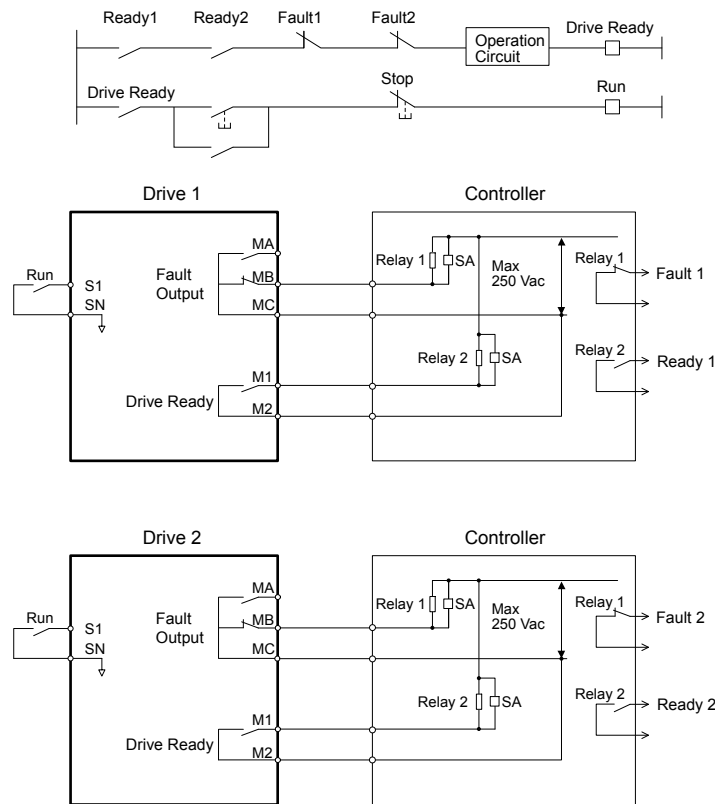 Ready1 Ready2 Fault1 Fault2 Operation Circuit Drive Ready
Drive Ready Stop Run
Drive 1 Controller
Run S1 SN
Fault Output
MA
MB
MC
Relay 1 SA
Max 250 Vac
Relay 1 Fault 1
Relay 2 SA
Relay 2 Ready 1
Drive Ready
M1
M2
Drive 2 Controller
Run S1 SN
Fault Output
MA
MB
MC
Relay 1 SA
Max 250 Vac
Relay 1 Fault 2
Relay 2 SA
Relay 2 Ready 2
Drive Ready
M1
M2